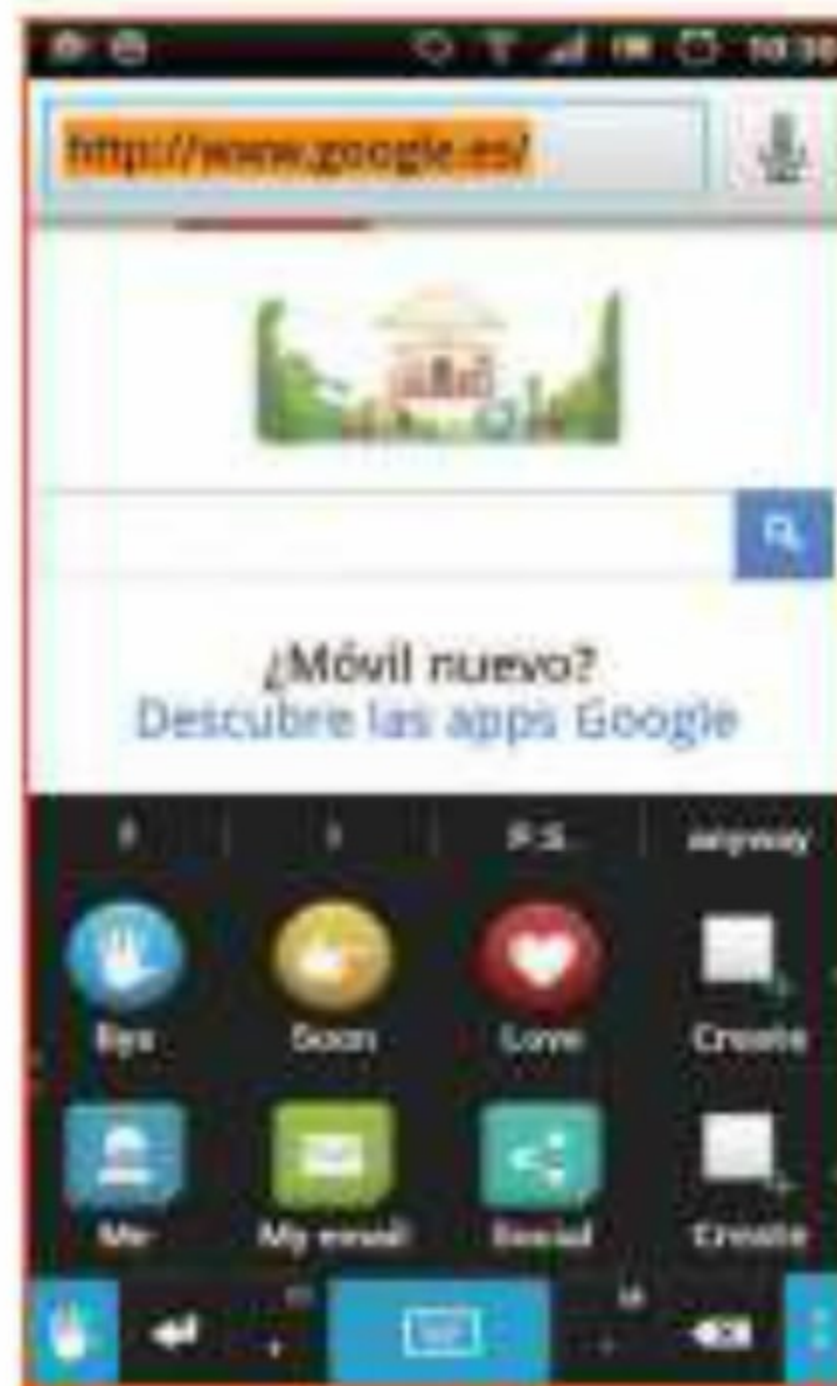 http://www.google.es/
¿Móvil nuevo?
Descubre las apps Google
P.S. anyway
Bye Soon Love Create
Me My email Social Create